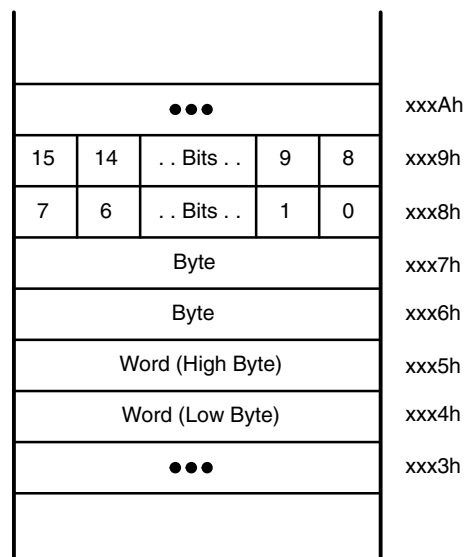 ●●● xxxAh
15 14 . . Bits . . 9 8 xxx9h
7 6 . . Bits . . 1 0 xxx8h
Byte xxx7h
Byte xxx6h
Word (High Byte) xxx5h
Word (Low Byte) xxx4h
●●● xxx3h